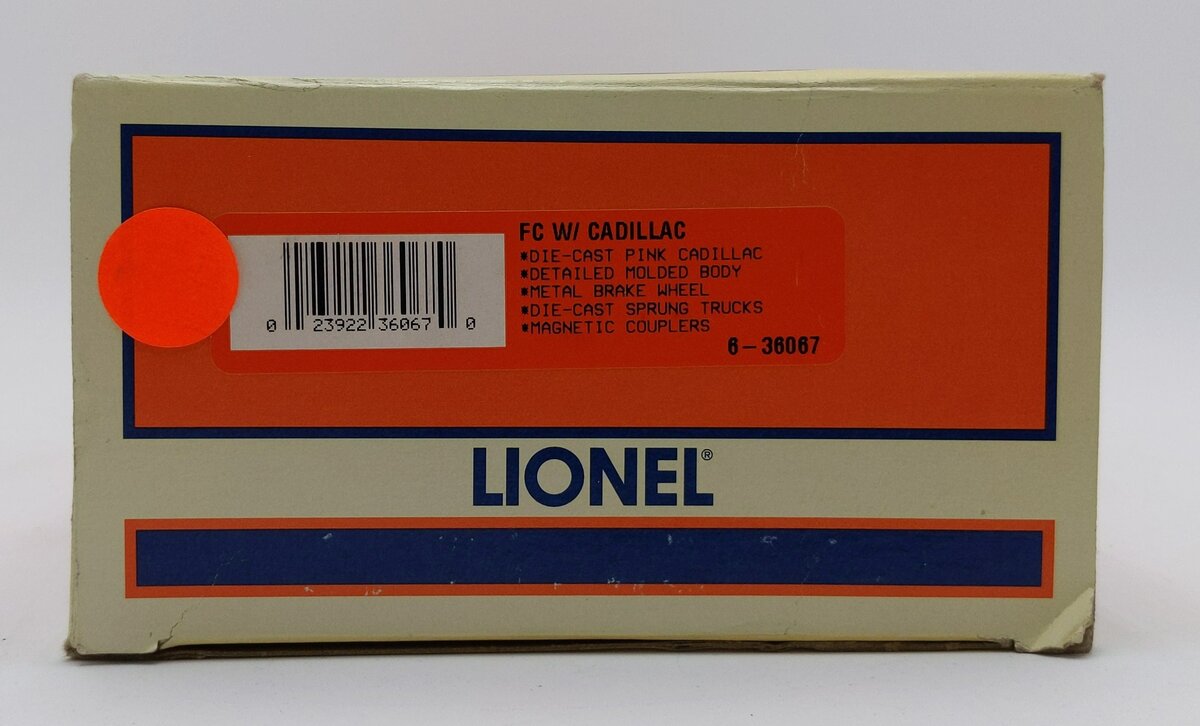 FC W/ CADILLAC
*DIE-CAST PINK CADILLAC
*DETAILED MOLDED BODY
*METAL BRAKE WHEEL
*DIE-CAST SPRUNG TRUCKS
*MAGNETIC COUPLERS
6-36067
0 23922 36067 0
LIONEL®